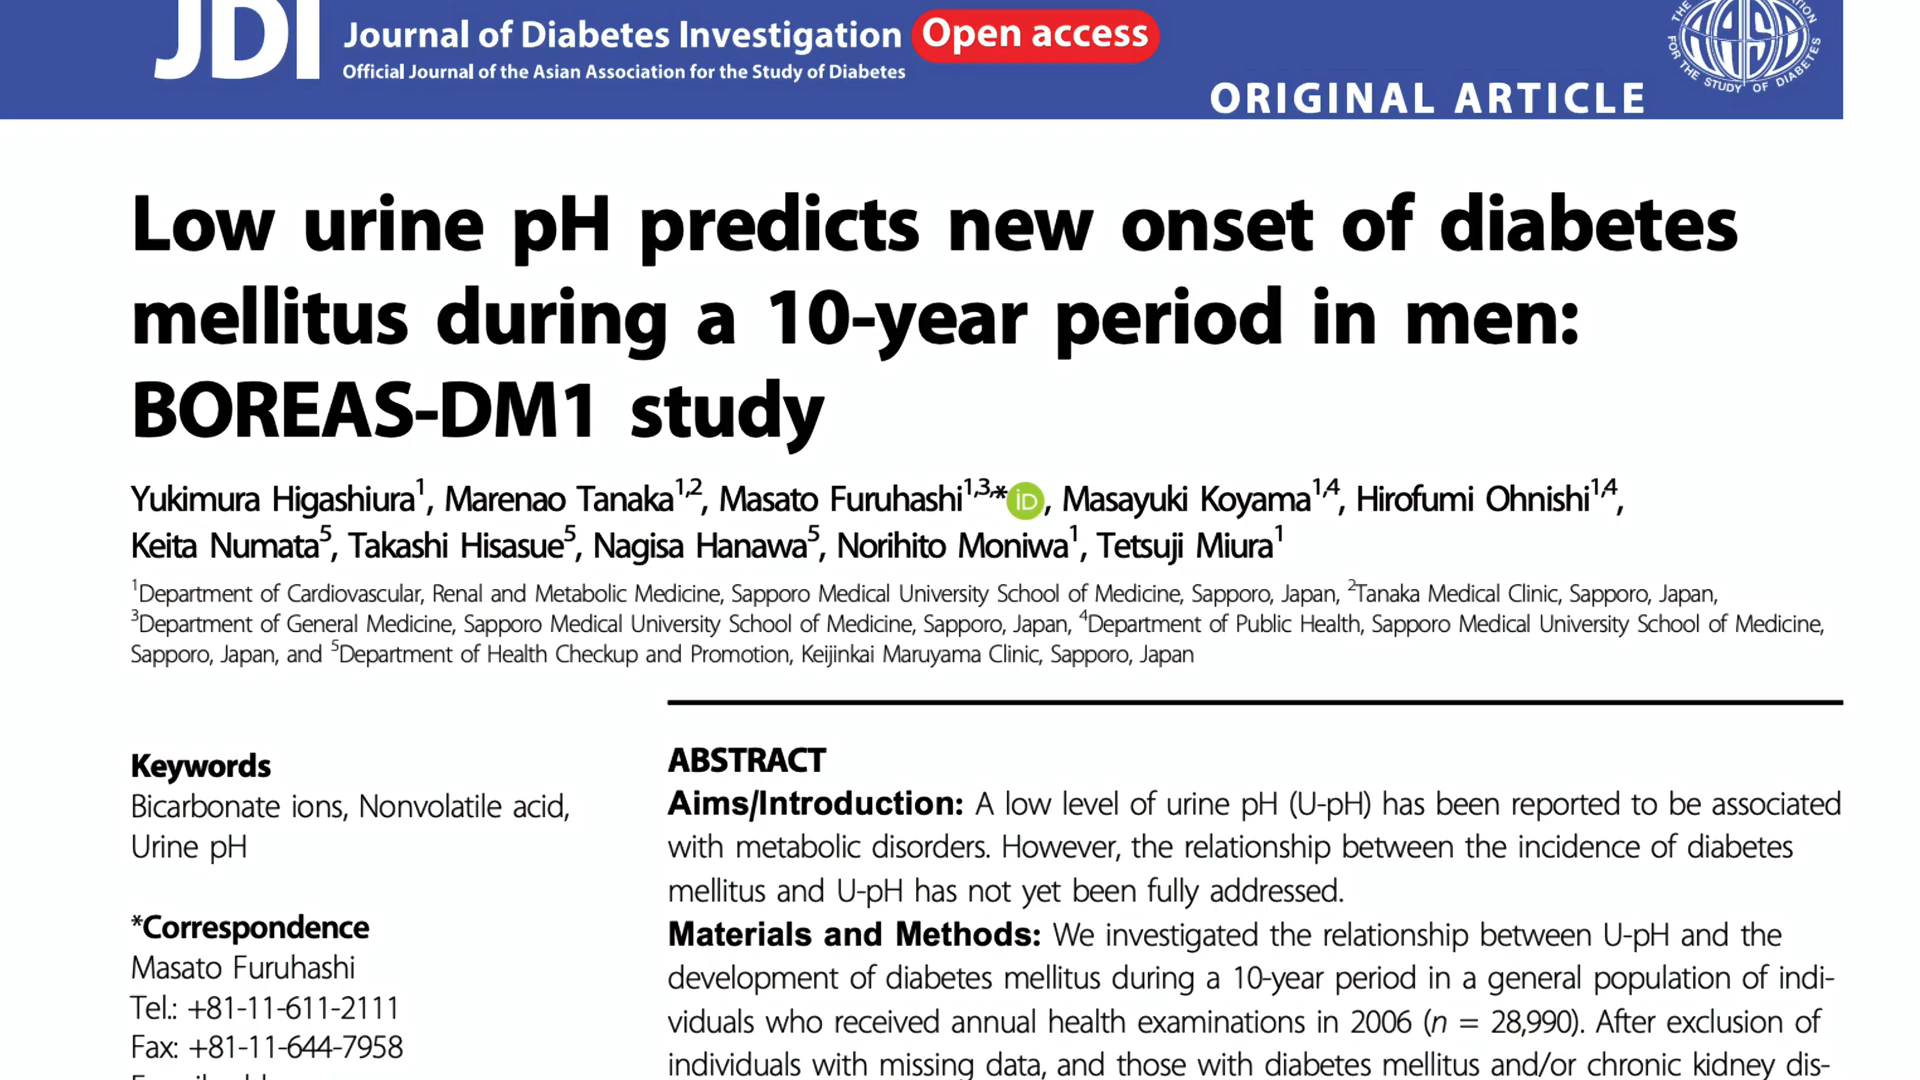 JDI
Journal of Diabetes Investigation Open access
Official Journal of the Asian Association for the Study of Diabetes
ORIGINAL ARTICLE
THE
AASD
FOR THE STUDY OF DIABETES
Low urine pH predicts new onset of diabetes
mellitus during a 10-year period in men:
BOREAS-DM1 study
Yukimura Higashiura1, Marenao Tanaka1,2, Masato Furuhashi1,3,* iD, Masayuki Koyama1,4, Hirofumi Ohnishi1,4,
Keita Numata5, Takashi Hisasue5, Nagisa Hanawa5, Norihito Moniwa1, Tetsuji Miura1
1Department of Cardiovascular, Renal and Metabolic Medicine, Sapporo Medical University School of Medicine, Sapporo, Japan, 2Tanaka Medical Clinic, Sapporo, Japan,
3Department of General Medicine, Sapporo Medical University School of Medicine, Sapporo, Japan, 4Department of Public Health, Sapporo Medical University School of Medicine,
Sapporo, Japan, and 5Department of Health Checkup and Promotion, Keijinkai Maruyama Clinic, Sapporo, Japan
Keywords
Bicarbonate ions, Nonvolatile acid,
Urine pH
*Correspondence
Masato Furuhashi
Tel.: +81-11-611-2111
Fax: +81-11-644-7958
ABSTRACT
Aims/Introduction: A low level of urine pH (U-pH) has been reported to be associated
with metabolic disorders. However, the relationship between the incidence of diabetes
mellitus and U-pH has not yet been fully addressed.
Materials and Methods: We investigated the relationship between U-pH and the
development of diabetes mellitus during a 10-year period in a general population of indi-
viduals who received annual health examinations in 2006 (n = 28,990). After exclusion of
individuals with missing data, and those with diabetes mellitus and/or chronic kidney dis-